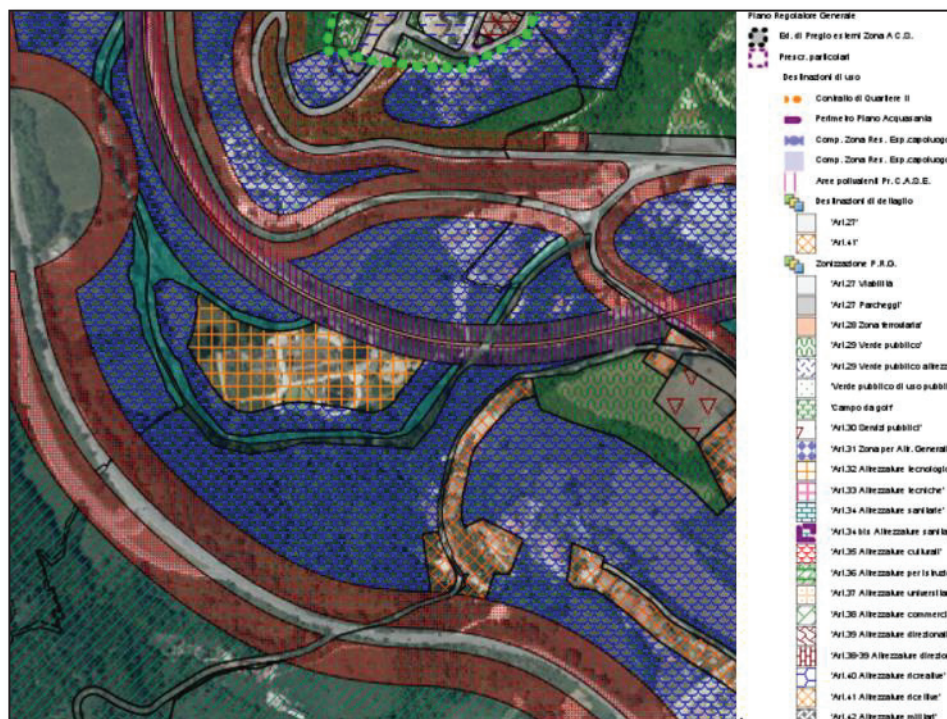 Piano Regolatore Generale
Ed. di Pregio esterni Zona A C.S.
Prescr. particolari
Destinazioni di uso
Contratto di Quartiere II
Perimetro Piano Acquasanta
Comp. Zona Res. Esp.capoluogo
Comp. Zona Res. Esp.capoluogo
Aree polivalenti Pr. C.A.S.E.
Destinazioni di dettaglio
'Art.27'
'Art.41'
Zonizzazione P.R.G.
'Art.27 Viabilità
'Art.27 Parcheggi'
'Art.28 Zona ferroviaria'
'Art.29 Verde pubblico'
'Art.29 Verde pubblico attrezz
'Verde pubblico di uso pubbli
'Campo da golf'
'Art.30 Servizi pubblici'
'Art.31 Zona per Attr. Generali
'Art.32 Attrezzature tecnologic
'Art.33 Attrezzature tecniche'
'Art.34 Attrezzature sanitarie'
'Art.34 bis Attrezzature sanita
'Art.35 Attrezzature culturali'
'Art.36 Attrezzature per istruzio
'Art.37 Attrezzature universitar
'Art.38 Attrezzature commerci
'Art.39 Attrezzature direzionali
'Art.38-39 Attrezzature direzion
'Art.40 Attrezzature ricreative'
'Art.41 Attrezzature ricettive'
'Art.42 Attrezzature militari'